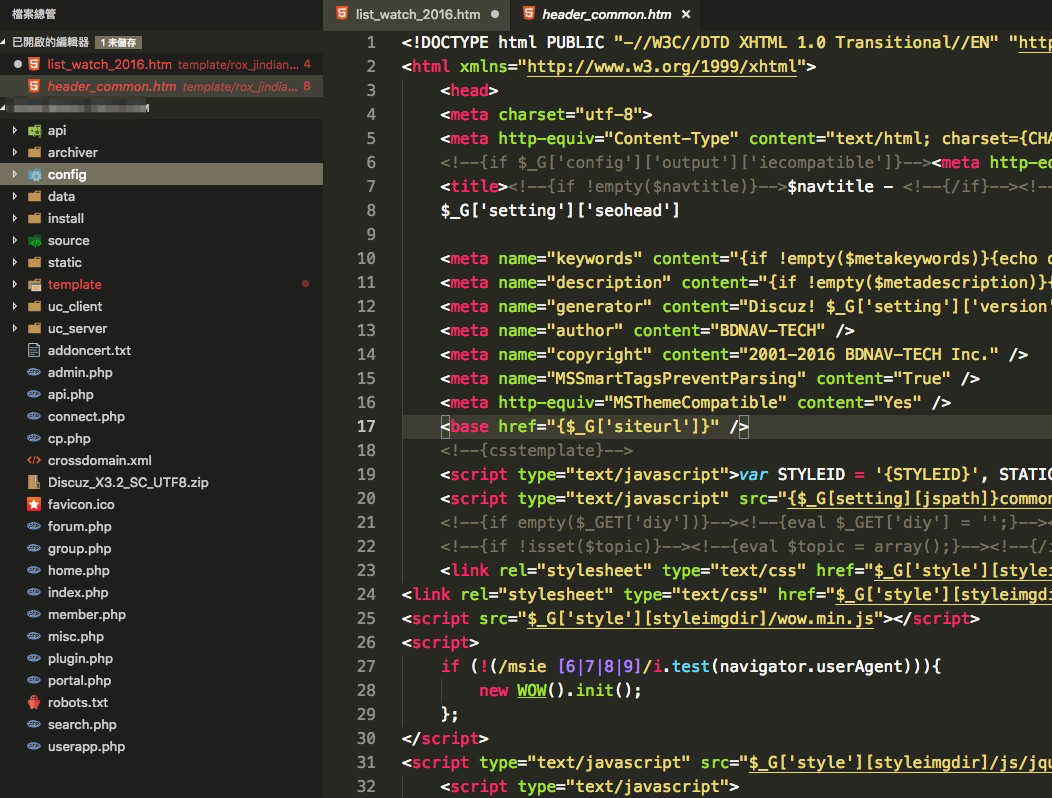 檔案總管
已開啟的編輯器 1 未儲存
list_watch_2016.htm template/rox_jindian... 4
header_common.htm template/rox_jindia... 8
api
archiver
config
data
install
source
static
template
uc_client
uc_server
addoncert.txt
admin.php
api.php
connect.php
cp.php
crossdomain.xml
Discuz_X3.2_SC_UTF8.zip
favicon.ico
forum.php
group.php
home.php
index.php
member.php
misc.php
plugin.php
portal.php
robots.txt
search.php
userapp.php
list_watch_2016.htm
header_common.htm
1 <!DOCTYPE html PUBLIC "-//W3C//DTD XHTML 1.0 Transitional//EN" "http
2 <html xmlns="http://www.w3.org/1999/xhtml">
3 <head>
4 <meta charset="utf-8">
5 <meta http-equiv="Content-Type" content="text/html; charset={CHA
6 <!--{if $_G['config']['output']['iecompatible']}--><meta http-eq
7 <title><!--{if !empty($navtitle)}-->$navtitle - <!--{/if}--><!--
8 $_G['setting']['seohead']
9
10 <meta name="keywords" content="{if !empty($metakeywords)}{echo
11 <meta name="description" content="{if !empty($metadescription)}{
12 <meta name="generator" content="Discuz! $_G['setting']['version'
13 <meta name="author" content="BDNAV-TECH" />
14 <meta name="copyright" content="2001-2016 BDNAV-TECH Inc." />
15 <meta name="MSSmartTagsPreventParsing" content="True" />
16 <meta http-equiv="MSThemeCompatible" content="Yes" />
17 <base href="{$_G['siteurl']}" />
18 <!--{csstemplate}-->
19 <script type="text/javascript">var STYLEID = '{STYLEID}', STATIC
20 <script type="text/javascript" src="{$_G[setting][jspath]}common
21 <!--{if empty($_GET['diy'])}--><!--{eval $_GET['diy'] = '';}-->
22 <!--{if !isset($topic)}--><!--{eval $topic = array();}--><!--{/i
23 <link rel="stylesheet" type="text/css" href="$_G['style'][stylei
24 <link rel="stylesheet" type="text/css" href="$_G['style'][styleimgd
25 <script src="$_G['style'][styleimgdir]/wow.min.js"></script>
26 <script>
27 if (!(/msie [6|7|8|9]/i.test(navigator.userAgent))){
28 new WOW().init();
29 };
30 </script>
31 <script type="text/javascript" src="$_G['style'][styleimgdir]/js/jqu
32 <script type="text/javascript">